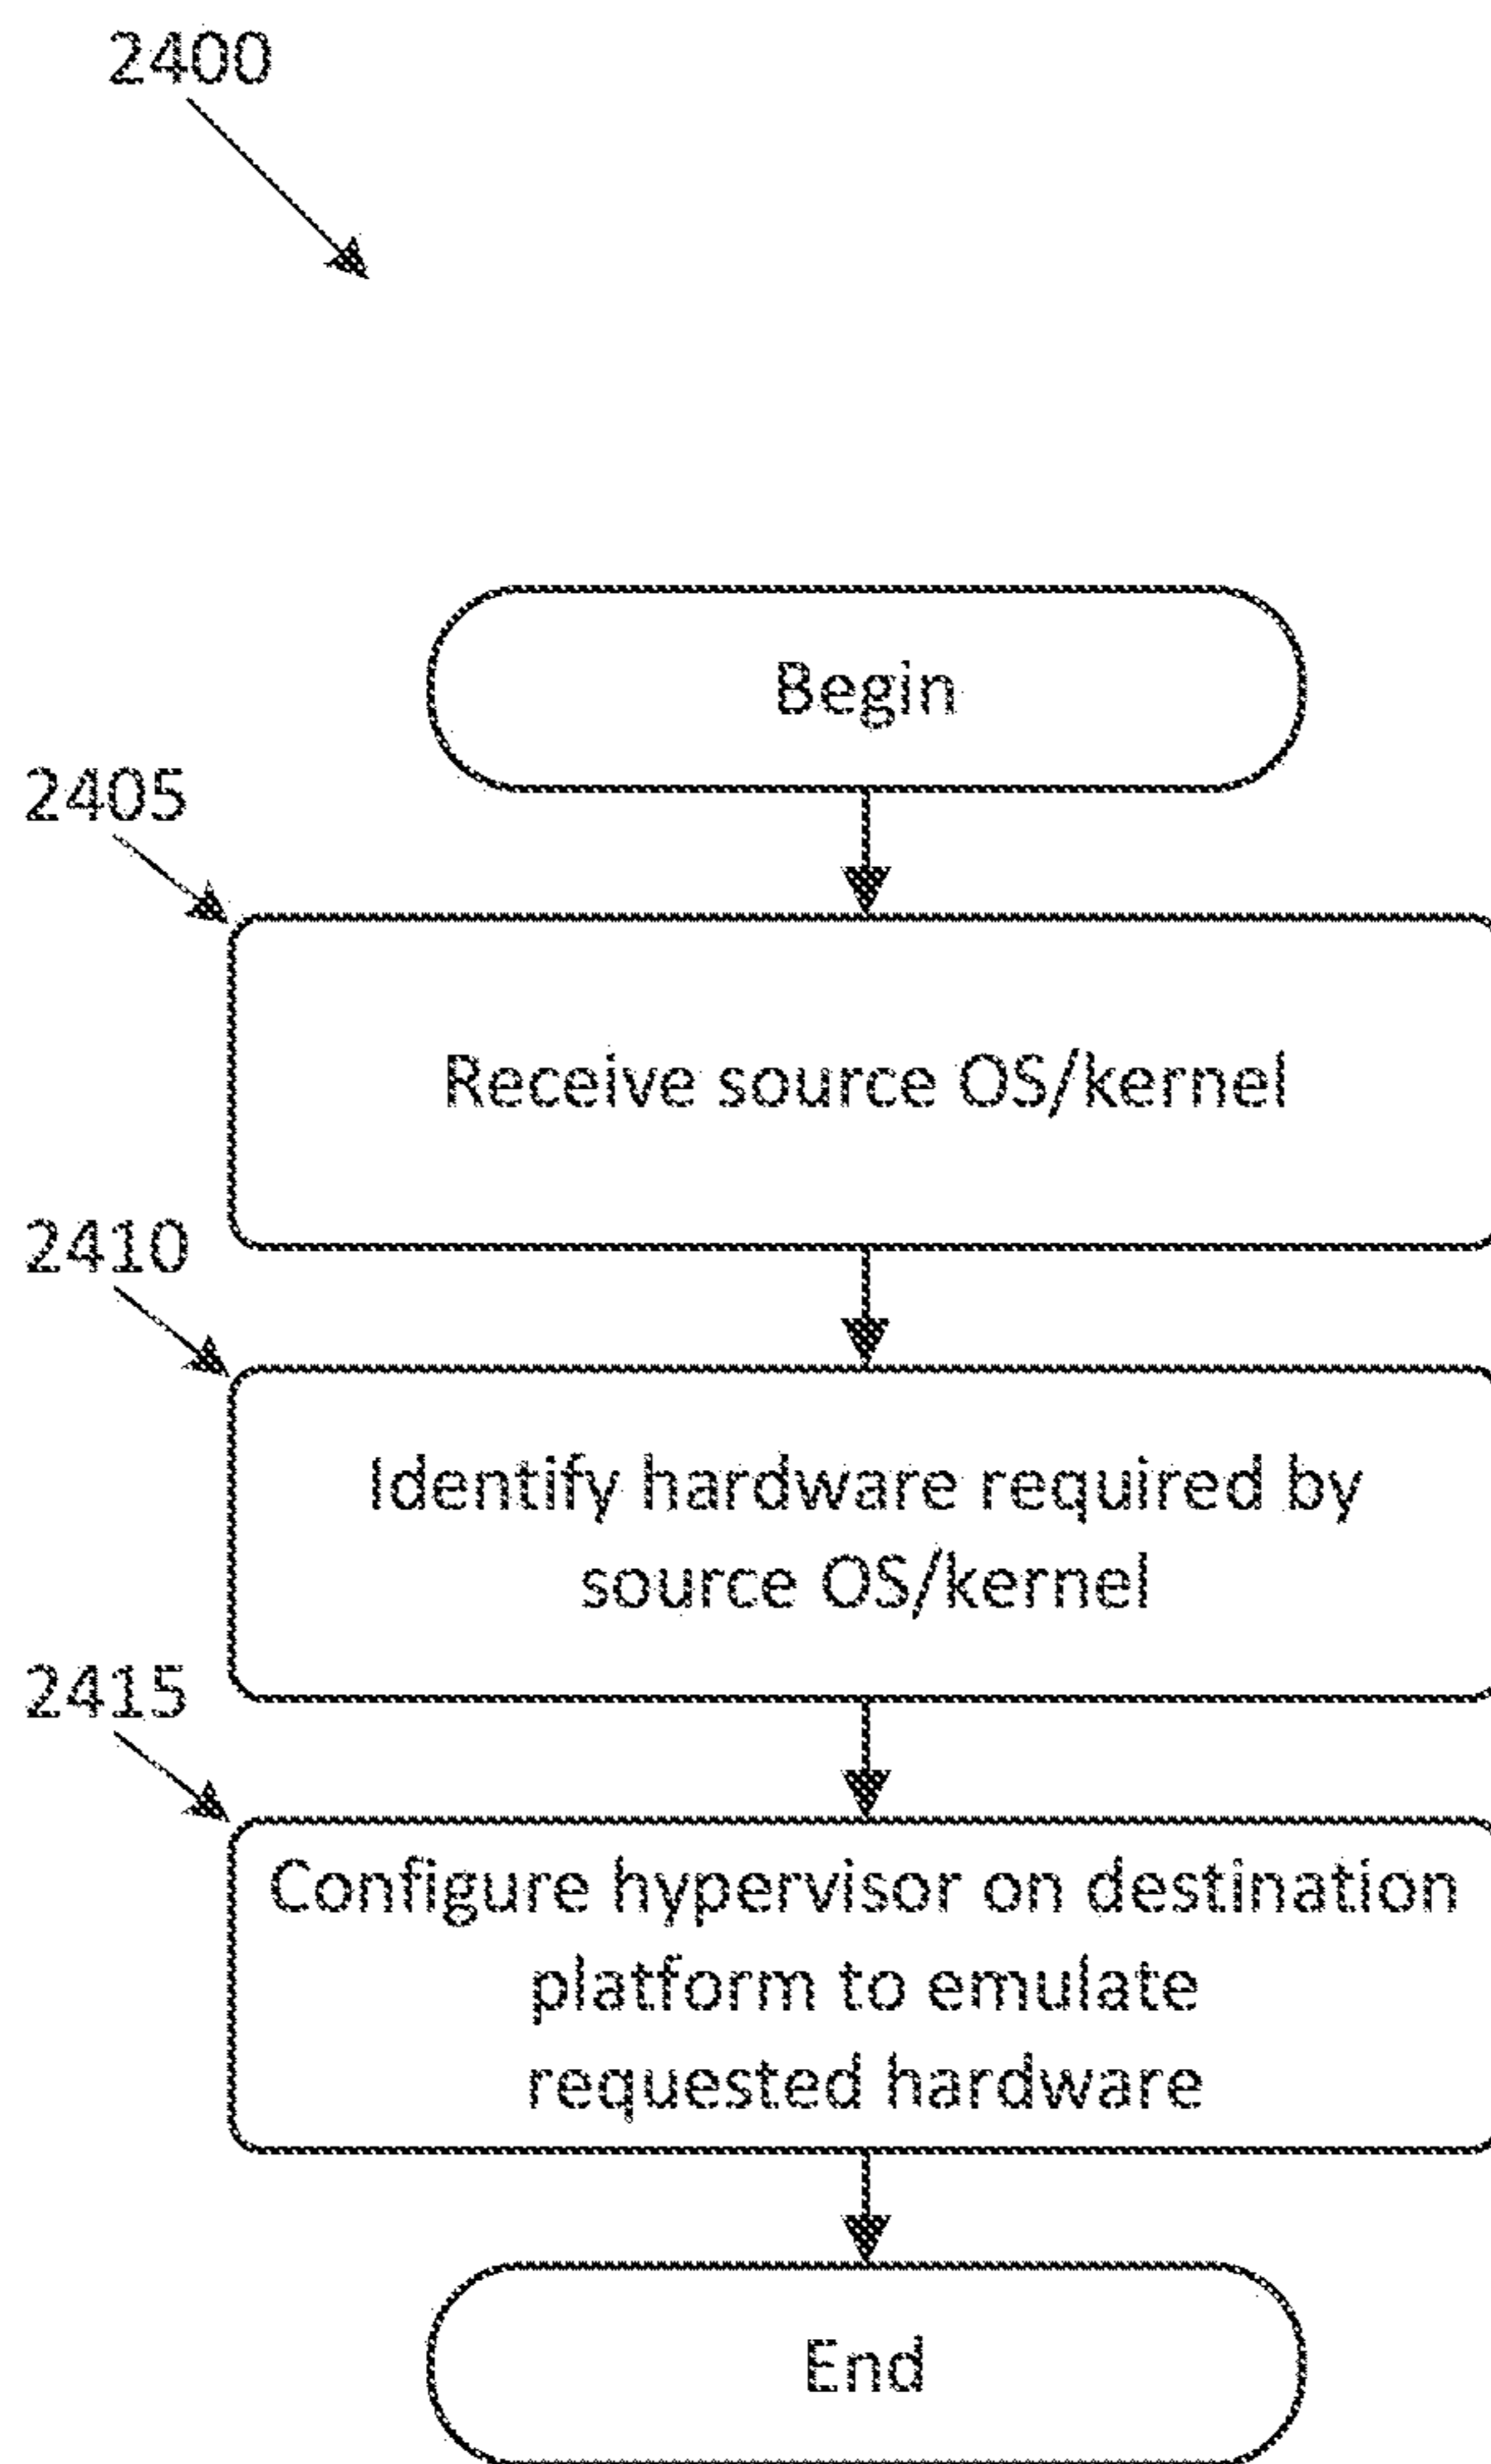 2400
Begin
2405
Receive source OS/kernel
2410
Identify hardware required by
source OS/kernel
2415
Configure hypervisor on destination
platform to emulate
requested hardware
End